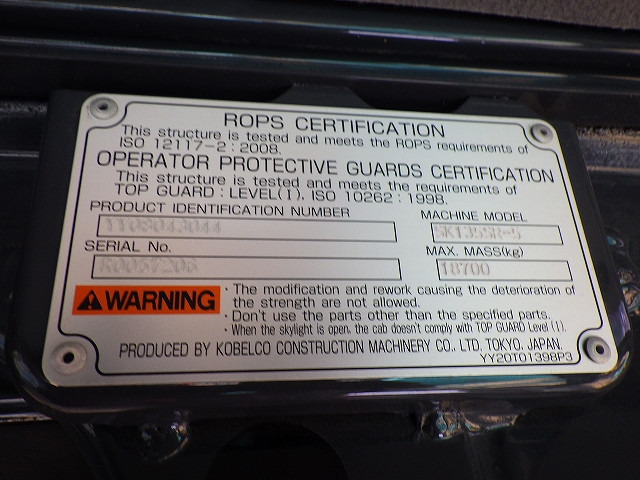 ROPS CERTIFICATION
This structure is tested and meets the ROPS requirements of
ISO 12117-2 : 2008.
OPERATOR PROTECTIVE GUARDS CERTIFICATION
This structure is tested and meets the requirements of
TOP GUARD : LEVEL(I), ISO 10262 : 1998.
PRODUCT IDENTIFICATION NUMBER
MACHINE MODEL
SK135SR-5
SERIAL No.
MAX. MASS(kg)
R0057206
18700
WARNING
· The modification and rework causing the deterioration of
the strength are not allowed.
· Don't use the parts other than the specified parts.
· When the skylight is open, the cab doesn't comply with TOP GUARD Level (I).
PRODUCED BY KOBELCO CONSTRUCTION MACHINERY CO., LTD. TOKYO, JAPAN.
YY20T01398P3